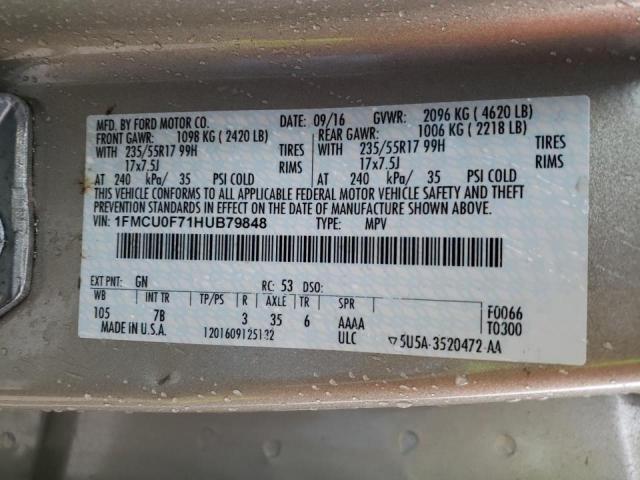 MFD. BY FORD MOTOR CO. DATE: 09/16 GVWR: 2096 KG ( 4620 LB)
FRONT GAWR: 1098 KG ( 2420 LB) REAR GAWR: 1006 KG ( 2218 LB)
WITH 235/55R17 99H TIRES WITH 235/55R17 99H TIRES
17x7.5J RIMS 17x7.5J RIMS
AT 240 kPa/ 35 PSI COLD AT 240 kPa/ 35 PSI COLD
THIS VEHICLE CONFORMS TO ALL APPLICABLE FEDERAL MOTOR VEHICLE SAFETY AND THEFT
PREVENTION STANDARDS IN EFFECT ON THE DATE OF MANUFACTURE SHOWN ABOVE.
VIN: 1FMCU0F71HUB79848 TYPE: MPV
EXT PNT: GN RC: 53 DSO:
WB INT TR TP/PS R AXLE TR SPR F0066
105 7B 3 35 6 AAAA T0300
MADE IN U.S.A. 1201609125132 ULC ▽5U5A-3520472-AA